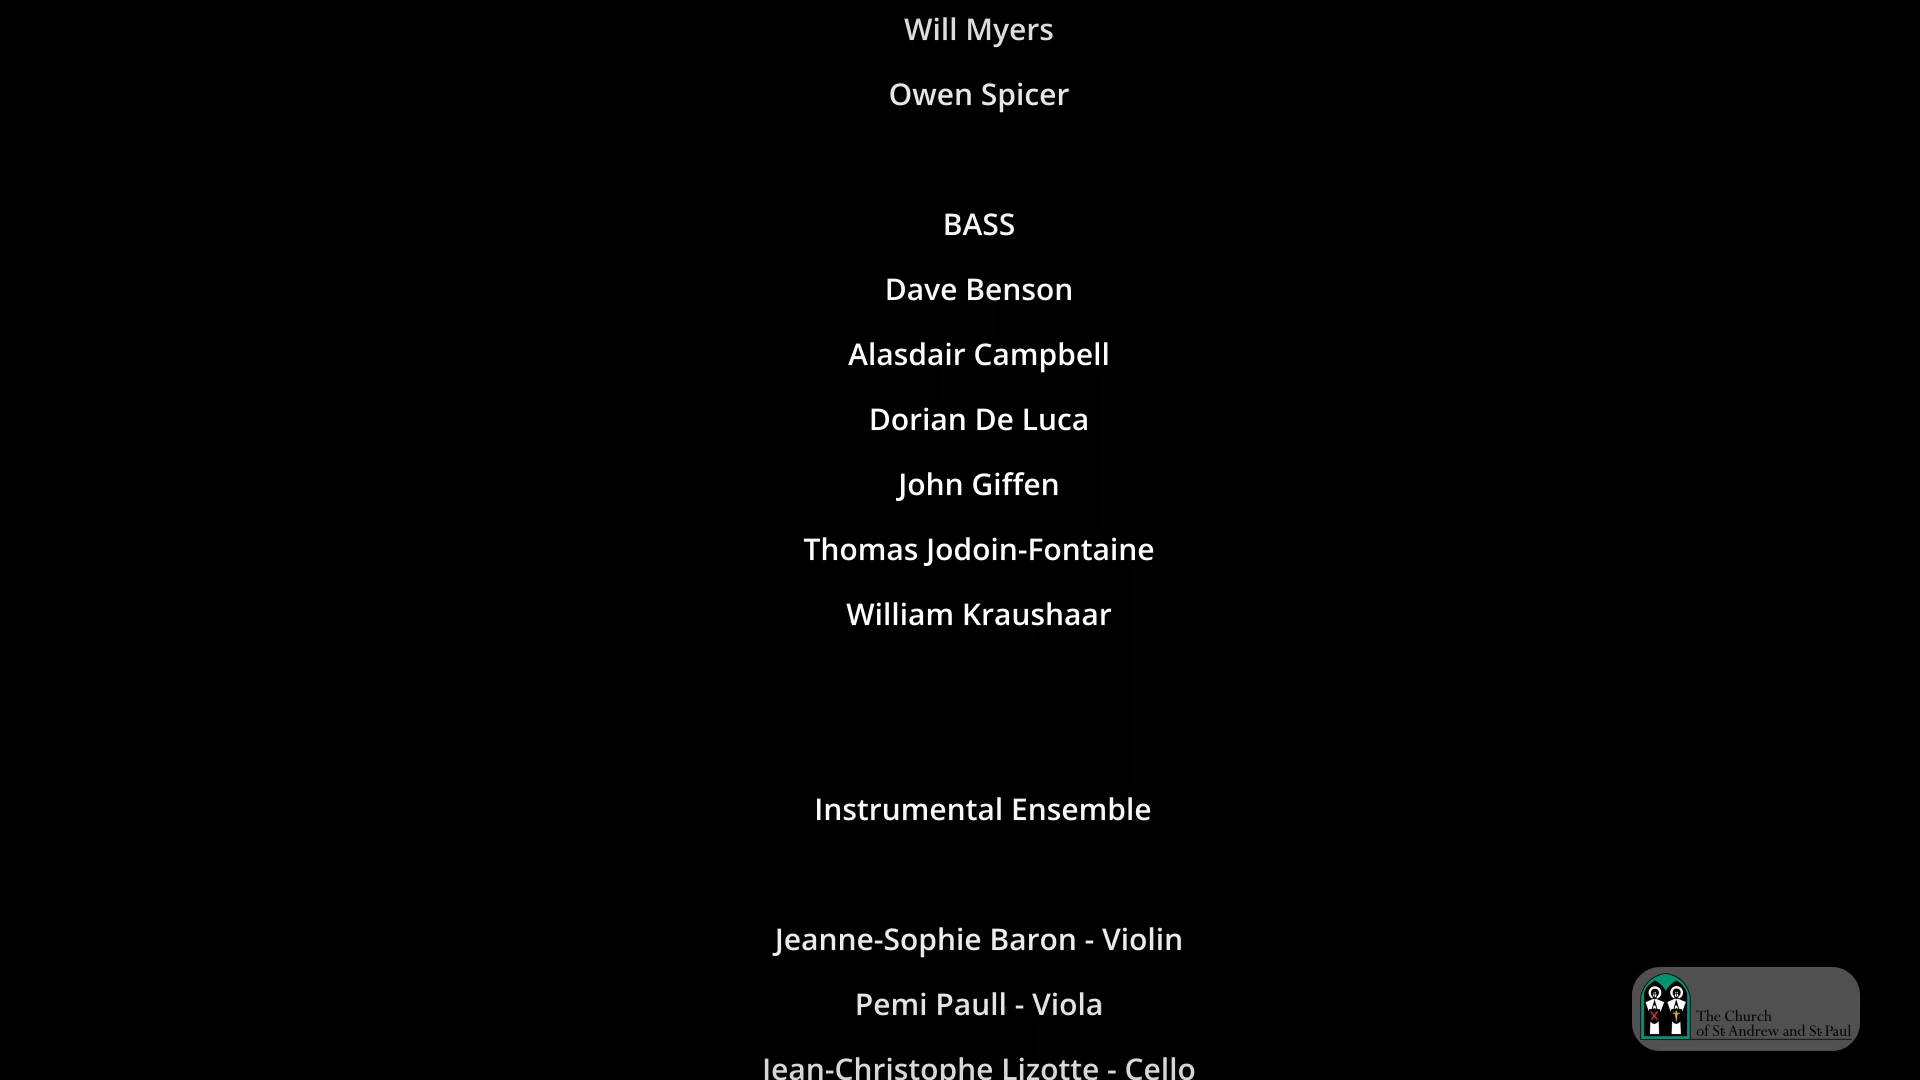 Will Myers
Owen Spicer
BASS
Dave Benson
Alasdair Campbell
Dorian De Luca
John Giffen
Thomas Jodoin-Fontaine
William Kraushaar
Instrumental Ensemble
Jeanne-Sophie Baron - Violin
Pemi Paull - Viola
Jean-Christophe Lizotte - Cello
The Church
of St Andrew and St Paul